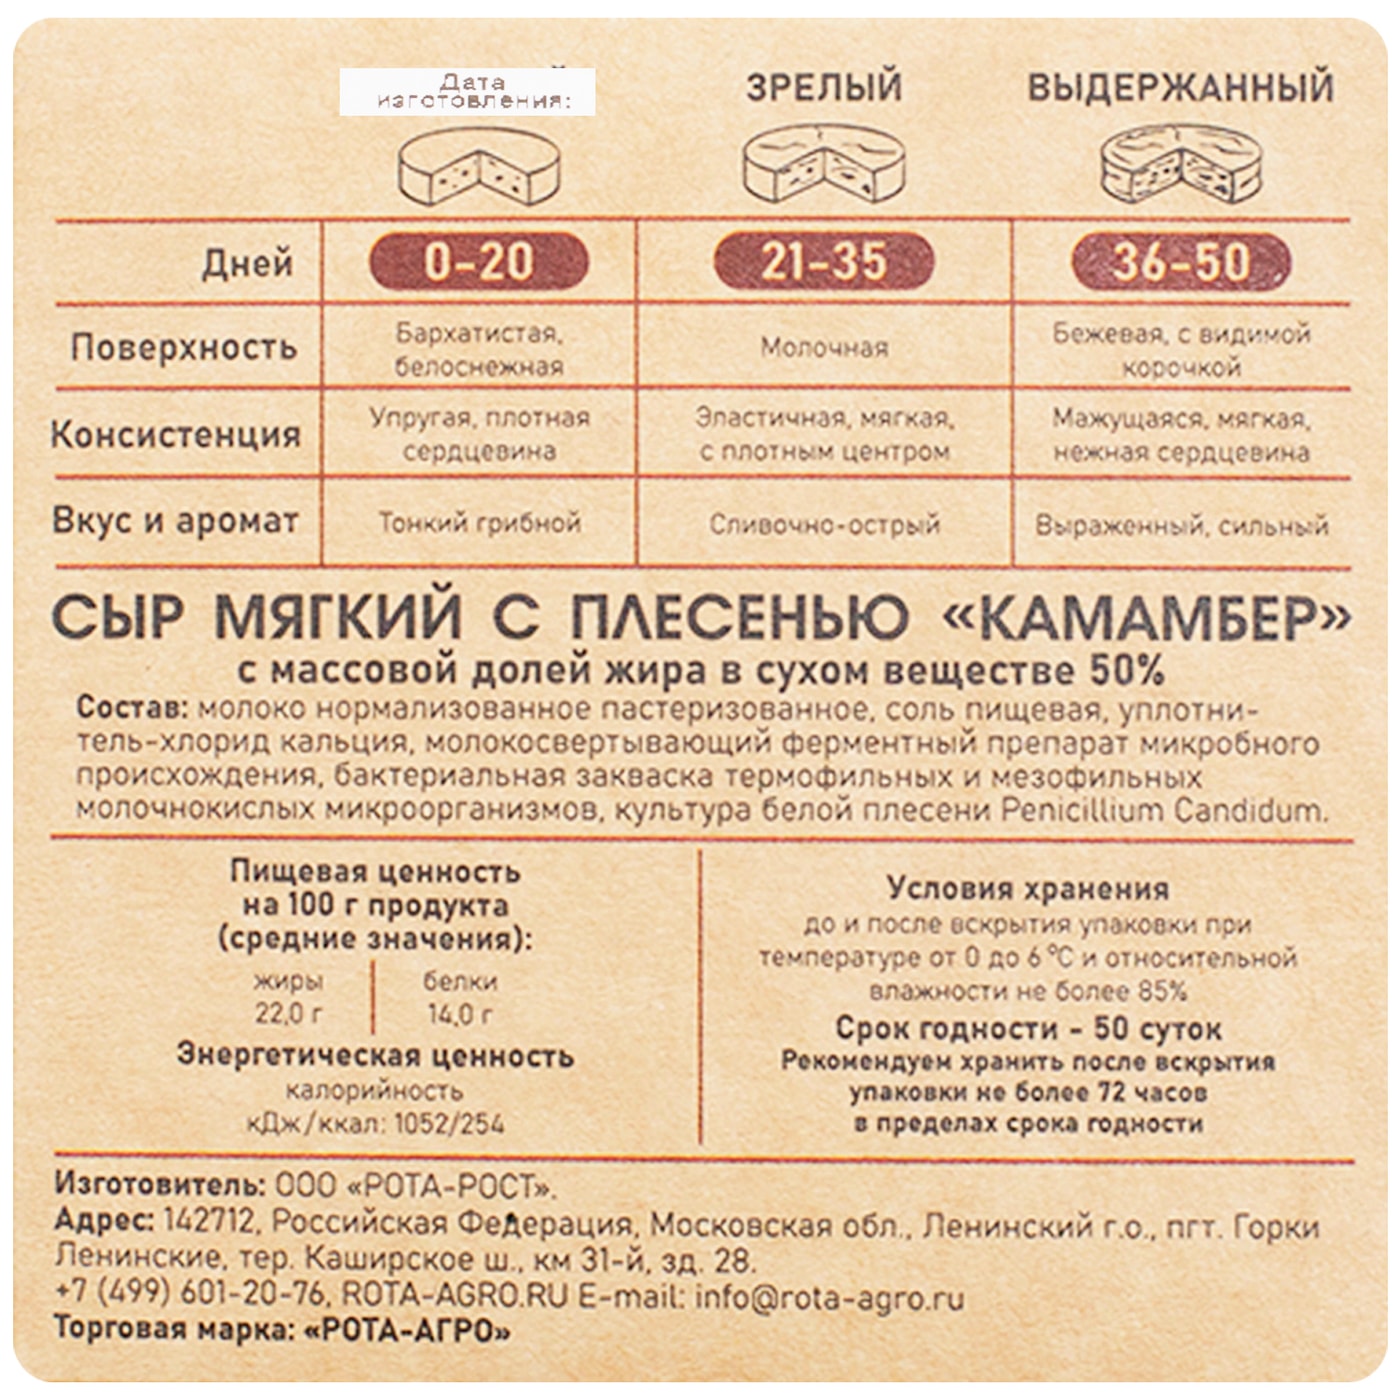 Дата
изготовления:
ЗРЕЛЫЙ
ВЫДЕРЖАННЫЙ
Дней
0-20
21-35
36-50
Поверхность
Бархатистая,
белоснежная
Молочная
Бежевая, с видимой
корочкой
Консистенция
Упругая, плотная
сердцевина
Эластичная, мягкая,
с плотным центром
Мажущаяся, мягкая,
нежная сердцевина
Вкус и аромат
Тонкий грибной
Сливочно-острый
Выраженный, сильный
СЫР МЯГКИЙ С ПЛЕСЕНЬЮ «КАМАМБЕР»
с массовой долей жира в сухом веществе 50%
Состав: молоко нормализованное пастеризованное, соль пищевая, уплотни-
тель-хлорид кальция, молокосвертывающий ферментный препарат микробного
происхождения, бактериальная закваска термофильных и мезофильных
молочнокислых микроорганизмов, культура белой плесени Penicillium Candidum.
Пищевая ценность
на 100 г продукта
(средние значения):
жиры
22,0 г
белки
14,0 г
Энергетическая ценность
калорийность
кДж/ккал: 1052/254
Условия хранения
до и после вскрытия упаковки при
температуре от 0 до 6 °C и относительной
влажности не более 85%
Срок годности - 50 суток
Рекомендуем хранить после вскрытия
упаковки не более 72 часов
в пределах срока годности
Изготовитель: ООО «РОТА-РОСТ».
Адрес: 142712, Российская Федерация, Московская обл., Ленинский г.о., пгт. Горки
Ленинские, тер. Каширское ш., км 31-й, зд. 28.
+7 (499) 601-20-76, ROTA-AGRO.RU E-mail: info@rota-agro.ru
Торговая марка: «РОТА-АГРО»